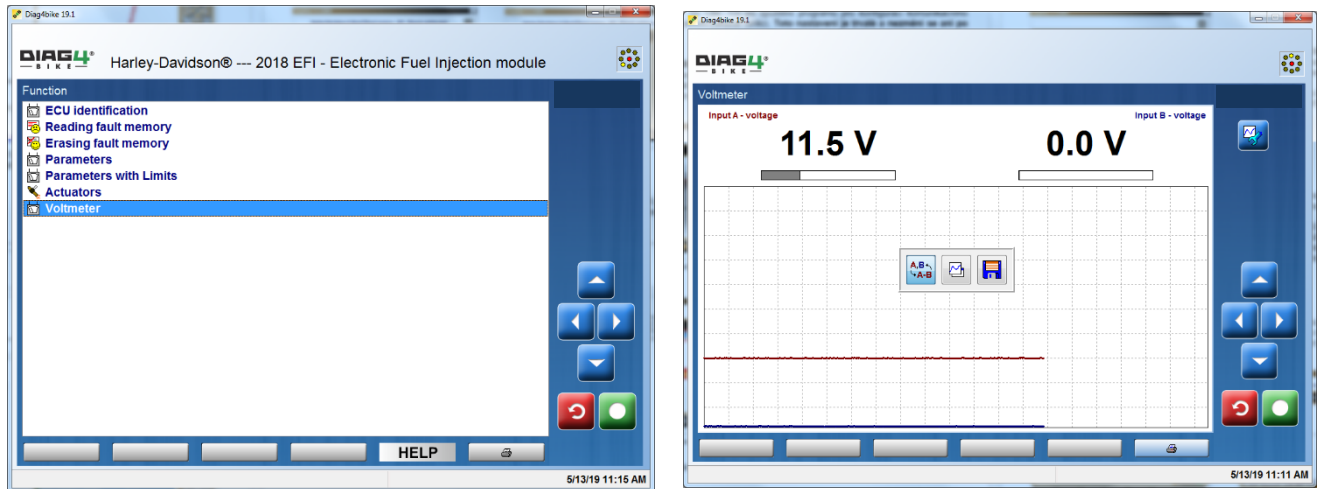 Diag4bike 19.1
DIAG4®
BIKE
Harley-Davidson® --- 2018 EFI - Electronic Fuel Injection module
Function
ECU identification
Reading fault memory
Erasing fault memory
Parameters
Parameters with Limits
Actuators
Voltmeter
HELP
5/13/19 11:15 AM
Diag4bike 19.1
DIAG4®
BIKE
Voltmeter
Input A - voltage
Input B - voltage
11.5 V
0.0 V
A,B
A-B
5/13/19 11:11 AM